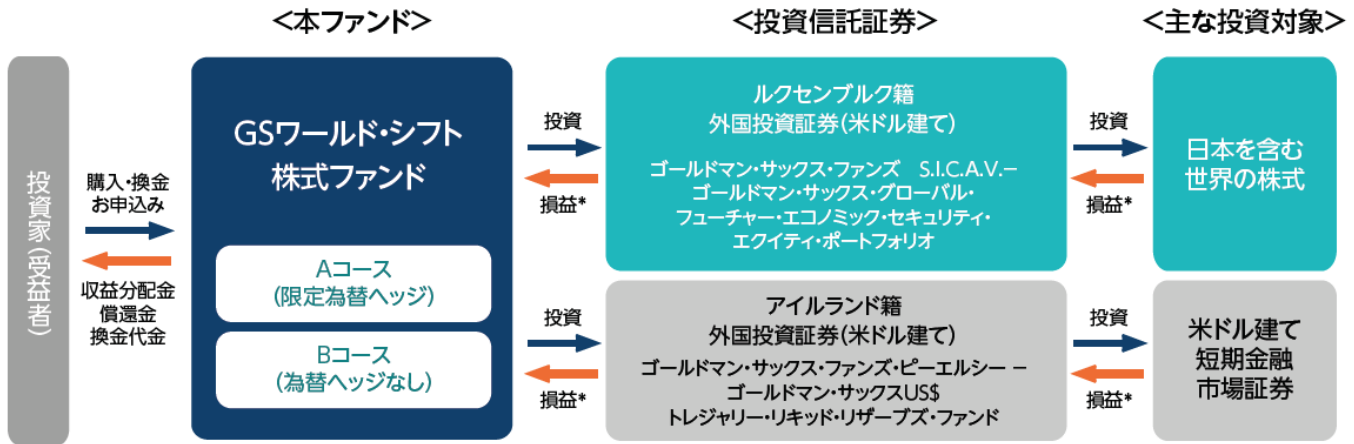 <本ファンド>
<投資信託証券>
<主な投資対象>
投資家(受益者)
購入・換金
お申込み
収益分配金
償還金
換金代金
GSワールド・シフト
株式ファンド
Aコース
(限定為替ヘッジ)
Bコース
(為替ヘッジなし)
投資
損益*
投資
損益*
ルクセンブルク籍
外国投資証券(米ドル建て)
ゴールドマン・サックス・ファンズ S.I.C.A.V.−
ゴールドマン・サックス・グローバル・
フューチャー・エコノミック・セキュリティ・
エクイティ・ポートフォリオ
アイルランド籍
外国投資証券(米ドル建て)
ゴールドマン・サックス・ファンズ・ピーエルシー −
ゴールドマン・サックスUS$
トレジャリー・リキッド・リザーブズ・ファンド
投資
損益*
投資
損益*
日本を含む
世界の株式
米ドル建て
短期金融
市場証券